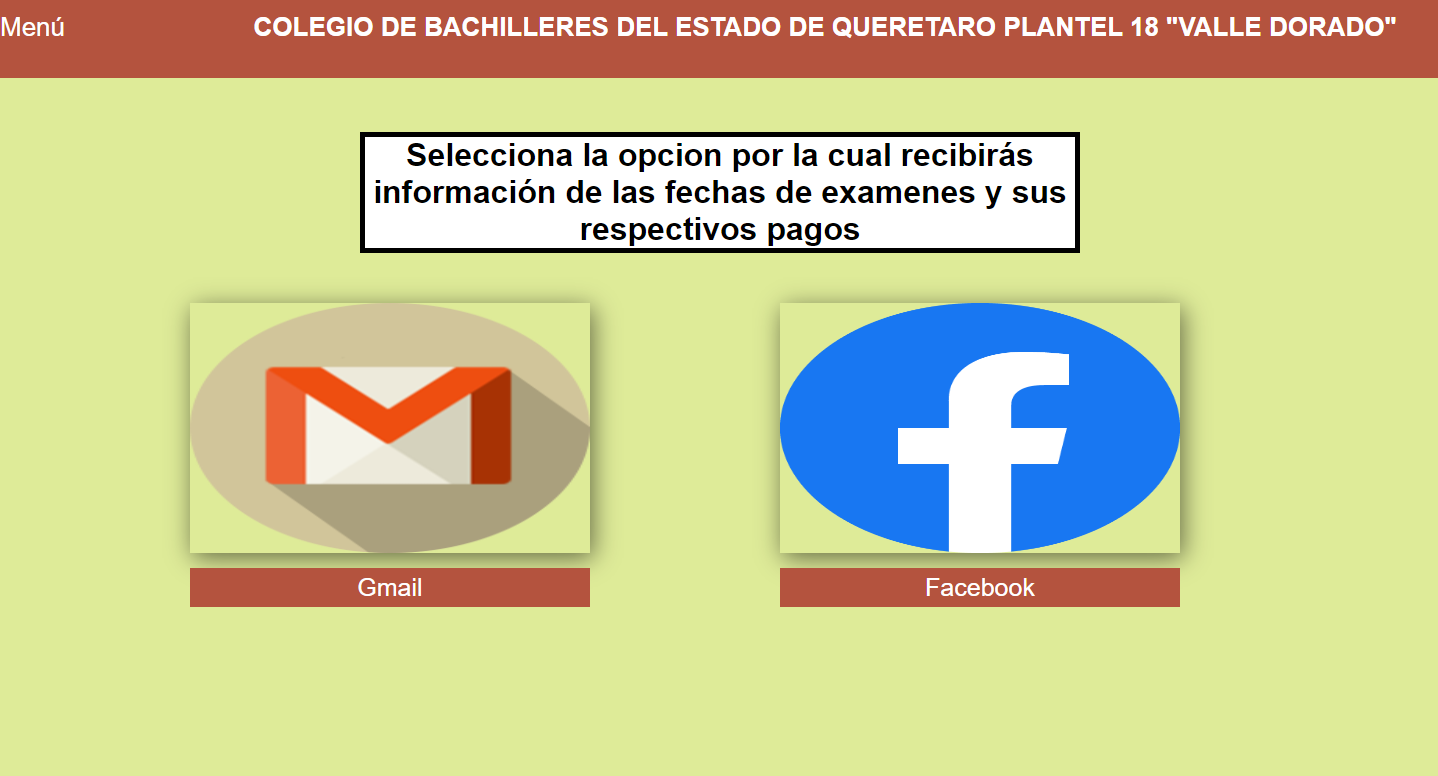 Menú
COLEGIO DE BACHILLERES DEL ESTADO DE QUERETARO PLANTEL 18 "VALLE DORADO"
Selecciona la opcion por la cual recibirás
información de las fechas de examenes y sus
respectivos pagos
Gmail
Facebook